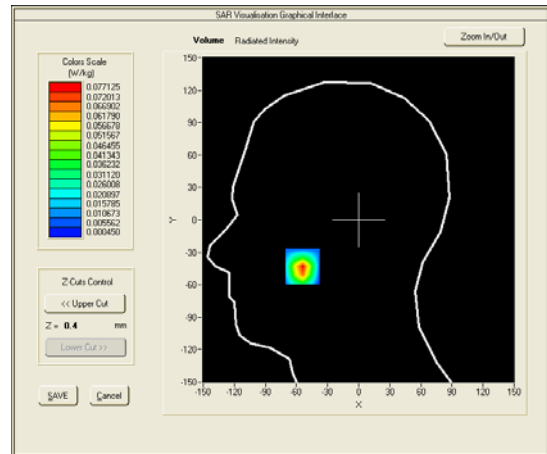 SAR Visualisation Graphical Interface
Volume Radiated Intensity
Zoom In/Out
Colors Scale
(W/kg)
0.077125
0.072013
0.066902
0.061790
0.056678
0.051567
0.046455
0.041343
0.036232
0.031120
0.026008
0.020897
0.015785
0.010673
0.005562
0.000450
Z-Cuts Control
<< Upper Cut
Z = 0.4 mm
Lower Cut >>
SAVE Cancel
Y
150-
120-
90-
60-
30-
0-
-30-
-60-
-90-
-120-
-150-
-150 -120 -90 -60 -30 0 30 60 90 120 150
X